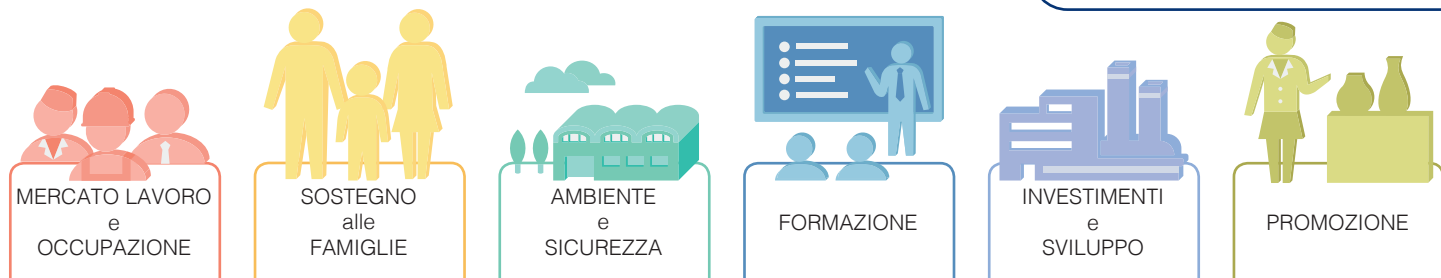 MERCATO LAVORO
e
OCCUPAZIONE
SOSTEGNO
alle
FAMIGLIE
AMBIENTE
e
SICUREZZA
FORMAZIONE
INVESTIMENTI
e
SVILUPPO
PROMOZIONE